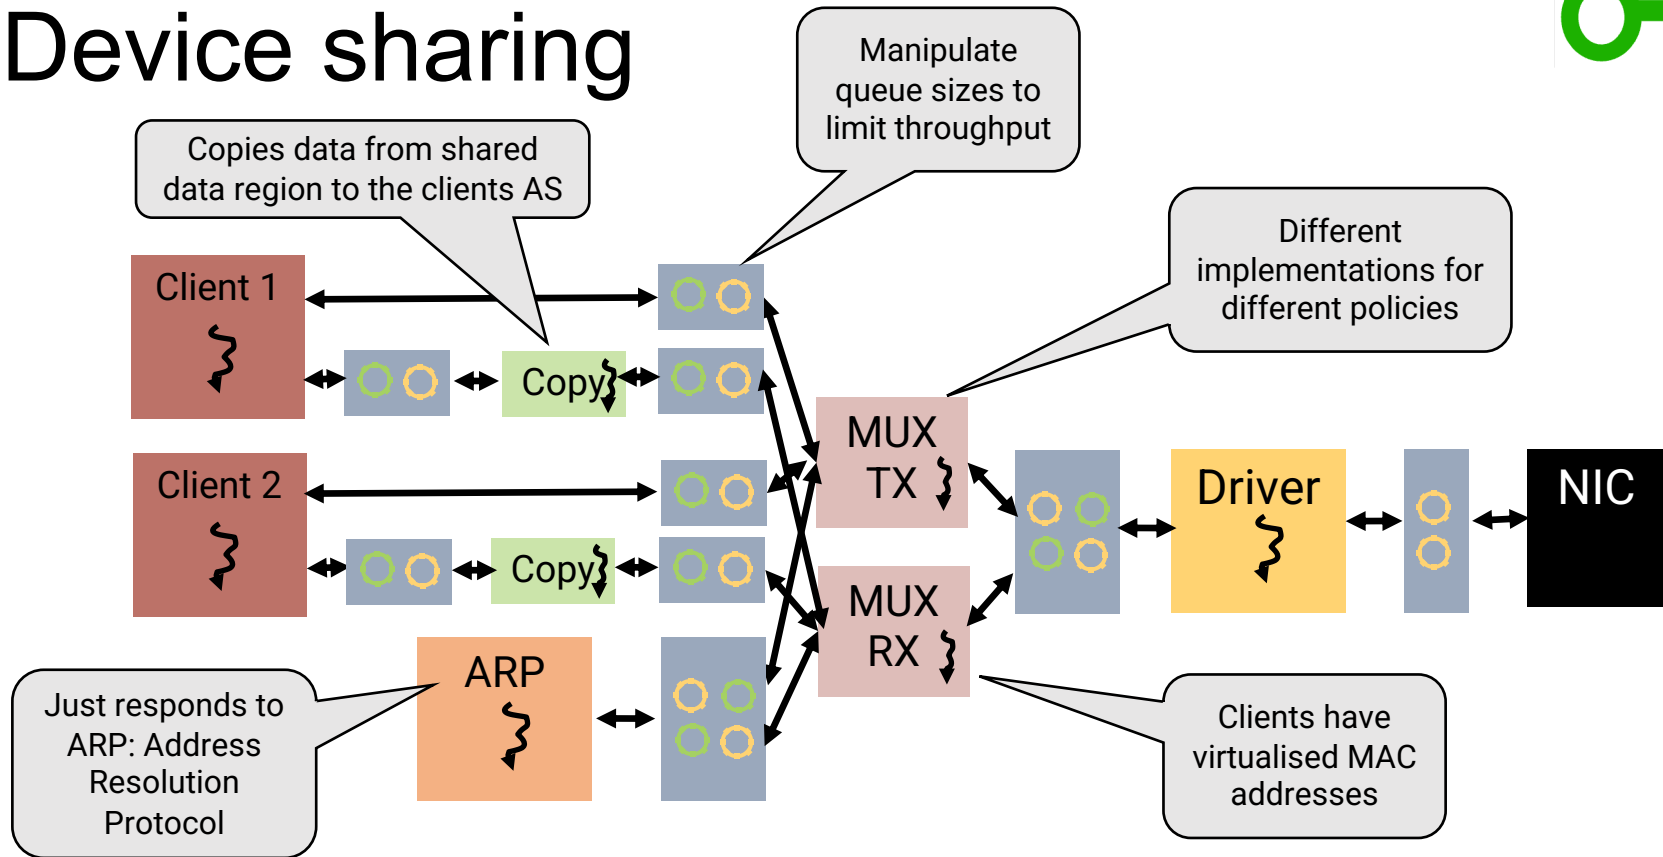 Device sharing
Manipulate
queue sizes to
limit throughput
Copies data from shared
data region to the clients AS
Different
implementations for
different policies
Client 1
Copy
MUX
TX
Client 2
Driver
NIC
Copy
MUX
RX
ARP
Just responds to
ARP: Address
Resolution
Protocol
Clients have
virtualised MAC
addresses